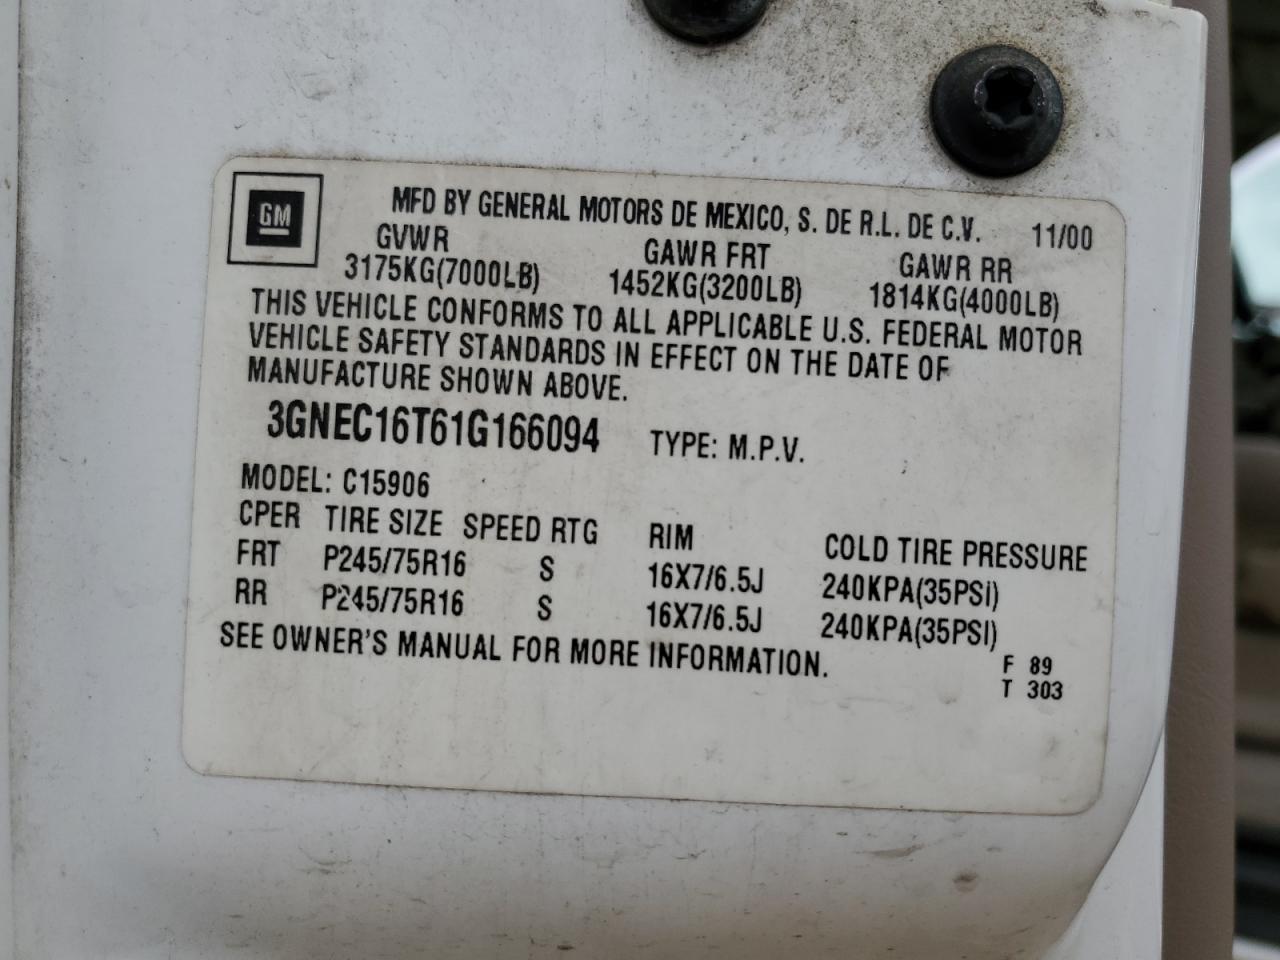 GM
MFD BY GENERAL MOTORS DE MEXICO, S. DE R.L. DE C.V. 11/00
GVWR GAWR FRT GAWR RR
3175KG(7000LB) 1452KG(3200LB) 1814KG(4000LB)
THIS VEHICLE CONFORMS TO ALL APPLICABLE U.S. FEDERAL MOTOR
VEHICLE SAFETY STANDARDS IN EFFECT ON THE DATE OF
MANUFACTURE SHOWN ABOVE.
3GNEC16T61G166094 TYPE: M.P.V.
MODEL: C15906
CPER TIRE SIZE SPEED RTG RIM COLD TIRE PRESSURE
FRT P245/75R16 S 16X7/6.5J 240KPA(35PSI)
RR P245/75R16 S 16X7/6.5J 240KPA(35PSI)
SEE OWNER'S MANUAL FOR MORE INFORMATION.
F 89
T 303